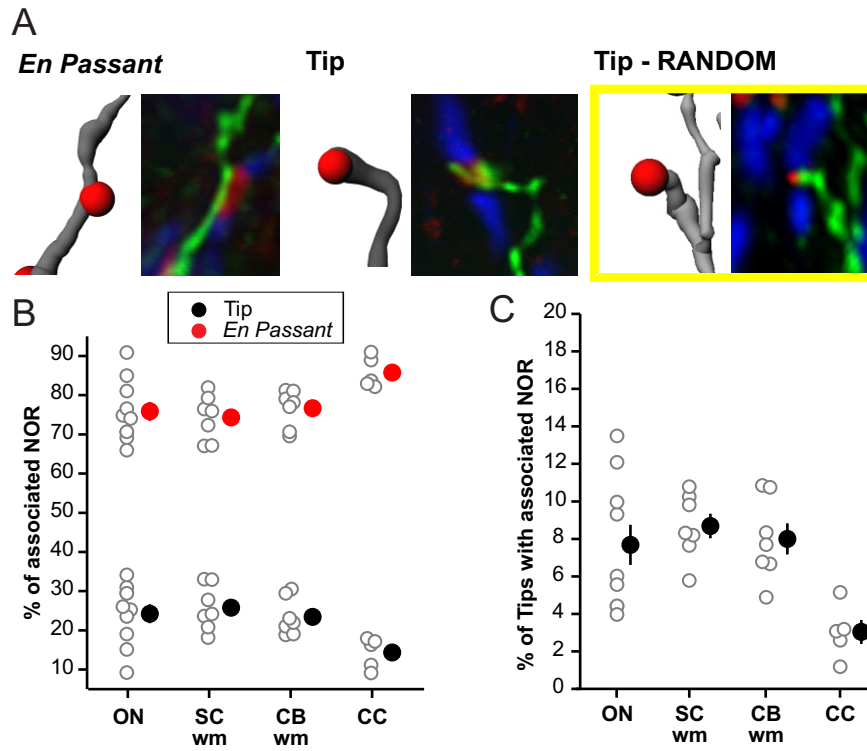 A
En Passant
Tip
Tip - RANDOM
B
Tip
En Passant
% of associated NOR
90
80
70
60
50
40
30
20
10
ON
SC wm
CB wm
CC
C
% of Tips with associated NOR
20
18
16
14
12
10
8
6
4
2
0
ON
SC wm
CB wm
CC